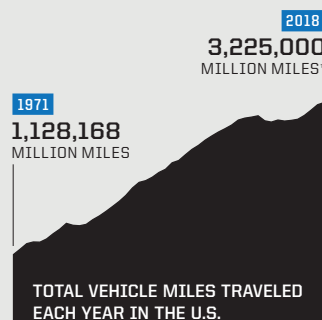 2018
3,225,000
MILLION MILES*
1971
1,128,168
MILLION MILES
TOTAL VEHICLE MILES TRAVELED
EACH YEAR IN THE U.S.